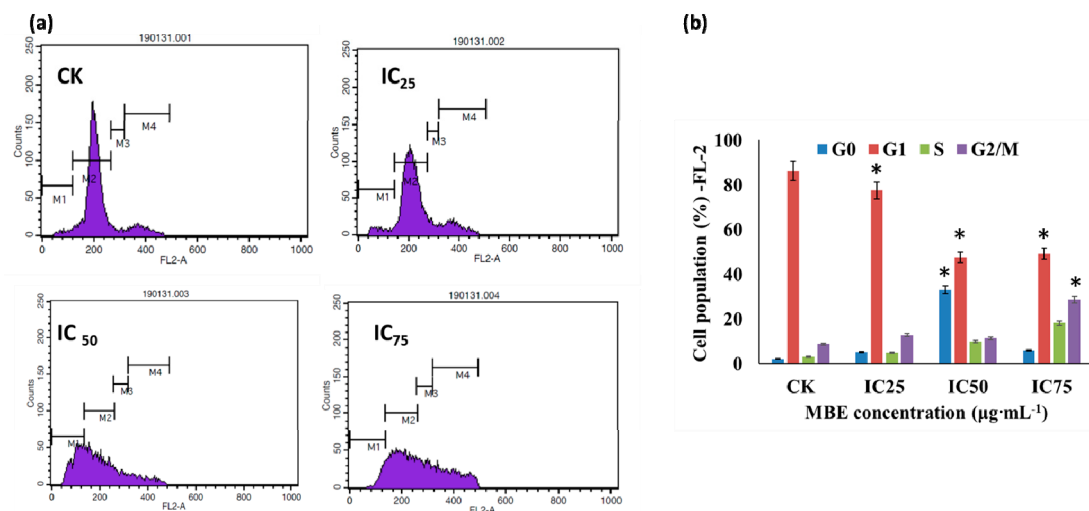 (a)
190131.001
CK
M1
M2
M3
M4
Counts
0 50 100 150 200 250
0 200 400 600 800 1000
FL2-A
190131.002
IC25
M1
M2
M3
M4
Counts
0 50 100 150 200 250
0 200 400 600 800 1000
FL2-A
190131.003
IC 50
M1
M2
M3
M4
Counts
0 50 100 150 200 250
0 200 400 600 800 1000
FL2-A
190131.004
IC75
M1
M2
M3
M4
Counts
0 50 100 150 200 250
0 200 400 600 800 1000
FL2-A
(b)
G0 G1 S G2/M
Cell population (%) -FL-2
100
80
60
40
20
0
* * * * *
CK IC25 IC50 IC75
MBE concentration (µg·mL⁻¹)